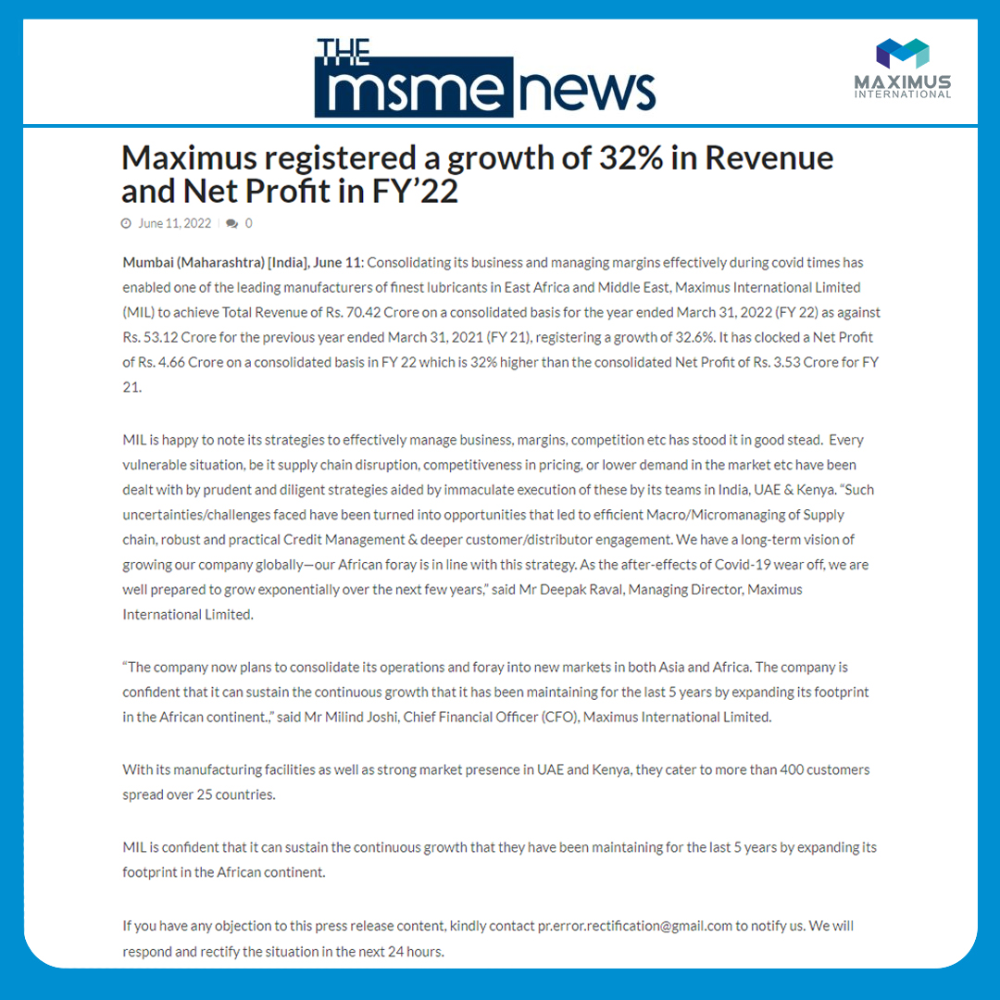 THE
msme news
MAXIMUS
INTERNATIONAL
Maximus registered a growth of 32% in Revenue
and Net Profit in FY’22
June 11, 2022 0
Mumbai (Maharashtra) [India], June 11: Consolidating its business and managing margins effectively during covid times has
enabled one of the leading manufacturers of finest lubricants in East Africa and Middle East, Maximus International Limited
(MIL) to achieve Total Revenue of Rs. 70.42 Crore on a consolidated basis for the year ended March 31, 2022 (FY 22) as against
Rs. 53.12 Crore for the previous year ended March 31, 2021 (FY 21), registering a growth of 32.6%. It has clocked a Net Profit
of Rs. 4.66 Crore on a consolidated basis in FY 22 which is 32% higher than the consolidated Net Profit of Rs. 3.53 Crore for FY
21.
MIL is happy to note its strategies to effectively manage business, margins, competition etc has stood it in good stead. Every
vulnerable situation, be it supply chain disruption, competitiveness in pricing, or lower demand in the market etc have been
dealt with by prudent and diligent strategies aided by immaculate execution of these by its teams in India, UAE & Kenya. “Such
uncertainties/challenges faced have been turned into opportunities that led to efficient Macro/Micromanaging of Supply
chain, robust and practical Credit Management & deeper customer/distributor engagement. We have a long-term vision of
growing our company globally—our African foray is in line with this strategy. As the after-effects of Covid-19 wear off, we are
well prepared to grow exponentially over the next few years,” said Mr Deepak Raval, Managing Director, Maximus
International Limited.
“The company now plans to consolidate its operations and foray into new markets in both Asia and Africa. The company is
confident that it can sustain the continuous growth that it has been maintaining for the last 5 years by expanding its footprint
in the African continent.,” said Mr Milind Joshi, Chief Financial Officer (CFO), Maximus International Limited.
With its manufacturing facilities as well as strong market presence in UAE and Kenya, they cater to more than 400 customers
spread over 25 countries.
MIL is confident that it can sustain the continuous growth that they have been maintaining for the last 5 years by expanding its
footprint in the African continent.
If you have any objection to this press release content, kindly contact pr.error.rectification@gmail.com to notify us. We will
respond and rectify the situation in the next 24 hours.